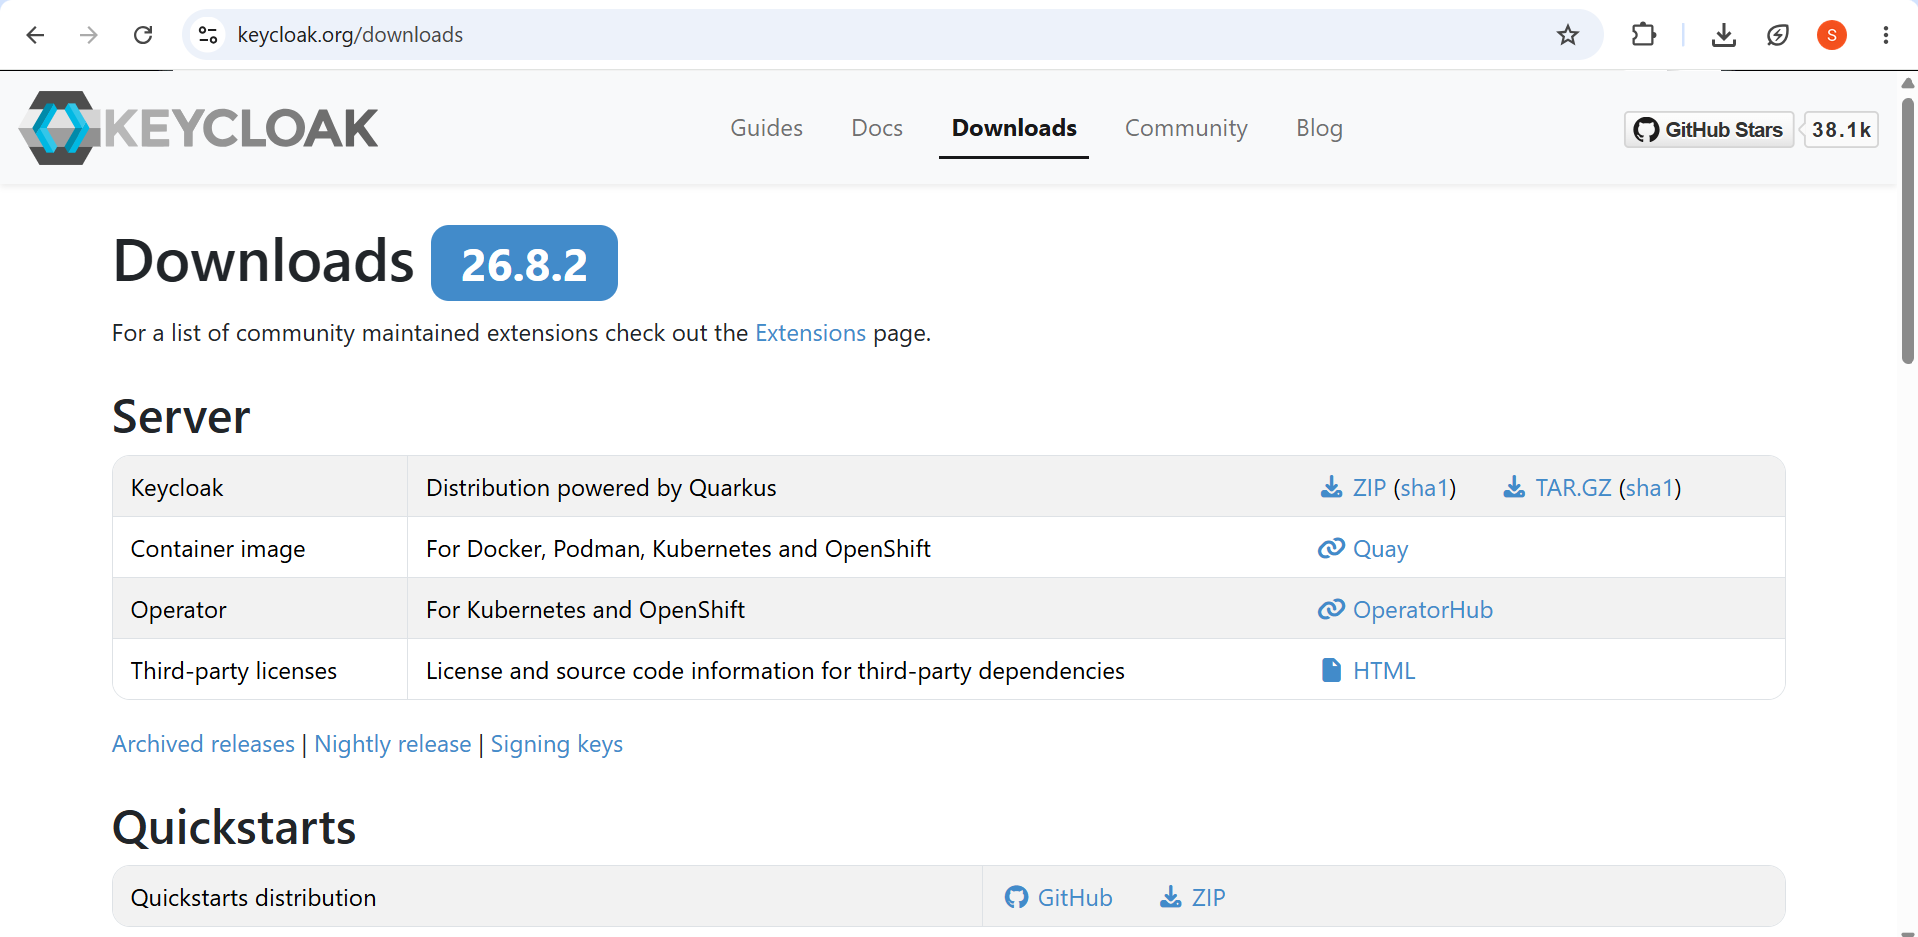 keycloak.org/downloads
S
KEYCLOAK
Guides
Docs
Downloads
Community
Blog
GitHub Stars
38.1k
Downloads 26.8.2
For a list of community maintained extensions check out the Extensions page.
Server
Keycloak Distribution powered by Quarkus ZIP (sha1) TAR.GZ (sha1)
Container image For Docker, Podman, Kubernetes and OpenShift Quay
Operator For Kubernetes and OpenShift OperatorHub
Third-party licenses License and source code information for third-party dependencies HTML
Archived releases | Nightly release | Signing keys
Quickstarts
Quickstarts distribution GitHub ZIP